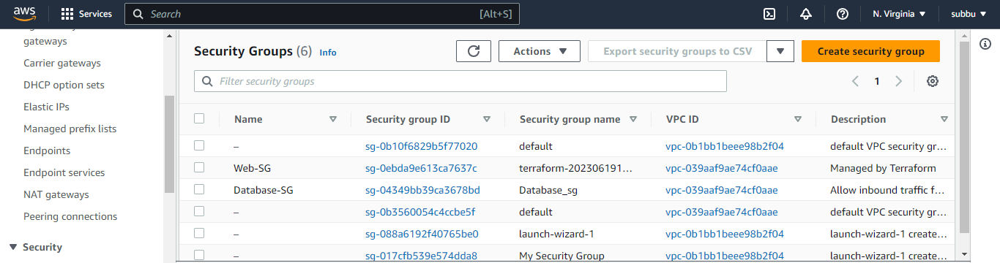 aws Services Search [Alt+S] N. Virginia subbu
gateways
Carrier gateways
DHCP option sets
Elastic IPs
Managed prefix lists
Endpoints
Endpoint services
NAT gateways
Peering connections
Security
Security Groups (6) Info Actions Export security groups to CSV Create security group
Filter security groups 1
Name Security group ID Security group name VPC ID Description
– sg-0b10f6829b5f77020 default vpc-0b1bb1beee98b2f04 default VPC security gr...
Web-SG sg-0ebda9e613ca7637c terraform-202306191... vpc-039aaf9ae74cf0aae Managed by Terraform
Database-SG sg-04349bb39ca3678bd Database_sg vpc-039aaf9ae74cf0aae Allow inbound traffic f...
– sg-0b3560054c4ccbe5f default vpc-039aaf9ae74cf0aae default VPC security gr...
– sg-088a6192f40765be0 launch-wizard-1 vpc-0b1bb1beee98b2f04 launch-wizard-1 create...
– sg-017cfb539e574dda8 My Security Group vpc-0b1bb1beee98b2f04 launch-wizard-1 create...